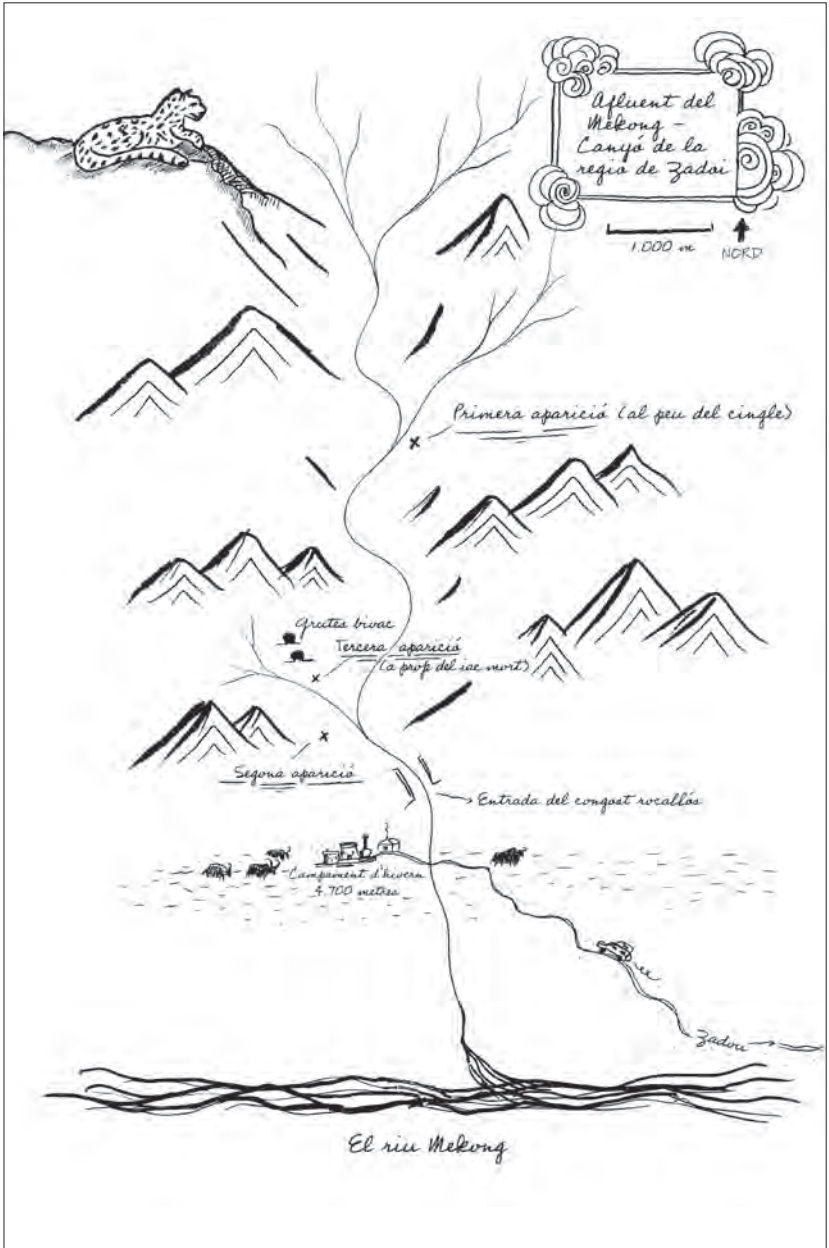 Afluent del
Mekong -
Canyó de la
regió de Zadoi
1.000 m
NORD
Primera aparició (al peu del cingle)
Grutes bivac
Tercera aparició
(a prop del iac mort)
Segona aparició
Entrada del congost rocallós
Campament d'hivern
4.700 metres
Zadou
El riu Mekong